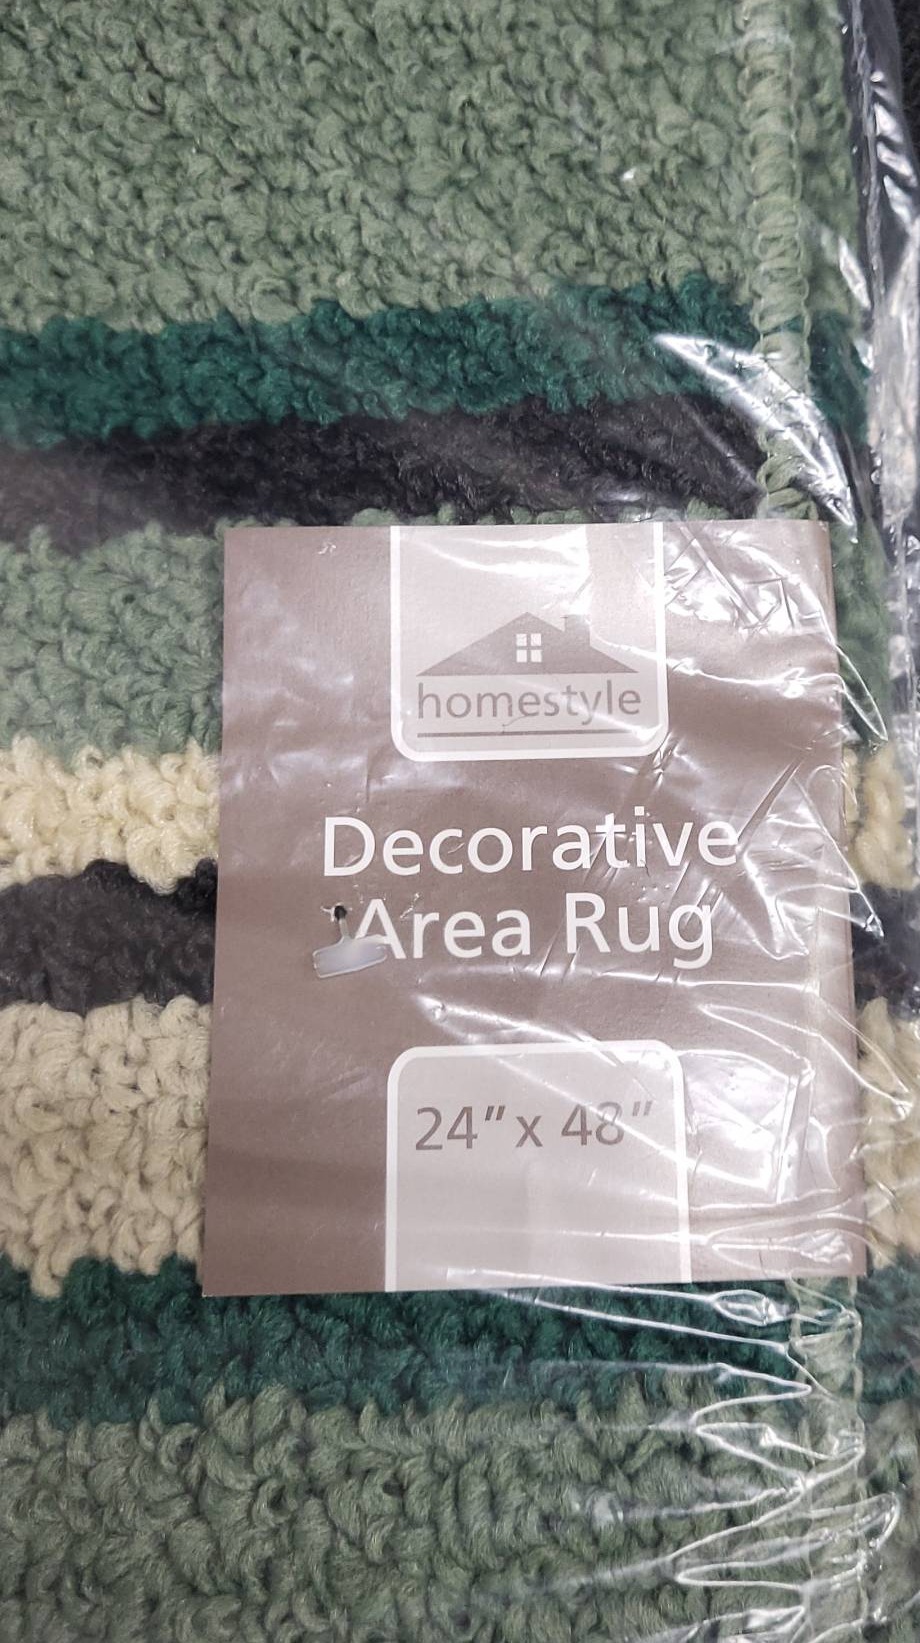 homestyle
Decorative
Area Rug
24" x 48"